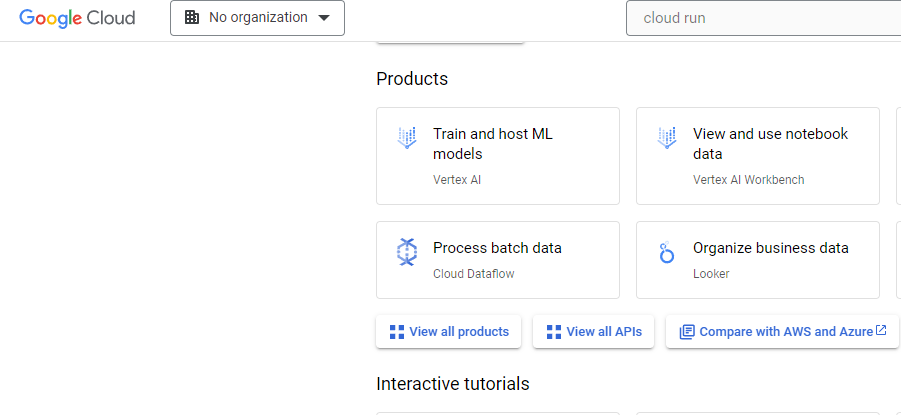 Google Cloud
No organization
cloud run
Products
Train and host ML
models
Vertex AI
View and use notebook
data
Vertex AI Workbench
Process batch data
Cloud Dataflow
Organize business data
Looker
View all products
View all APIs
Compare with AWS and Azure
Interactive tutorials